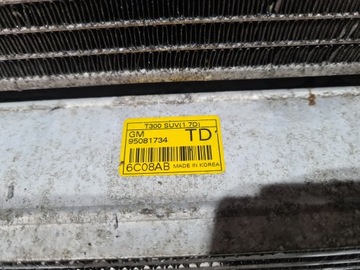 T300 SUV(1.7D)
GM TD
95081734
6C08AB MADE IN KOREA